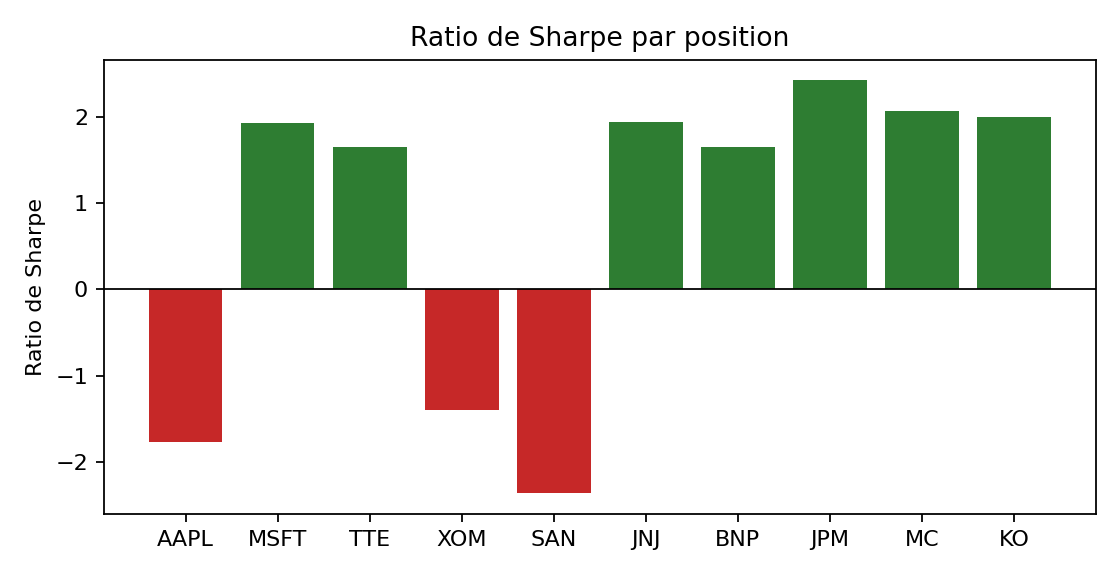 Ratio de Sharpe par position
Ratio de Sharpe
2
1
0
−1
−2
AAPL MSFT TTE XOM SAN JNJ BNP JPM MC KO